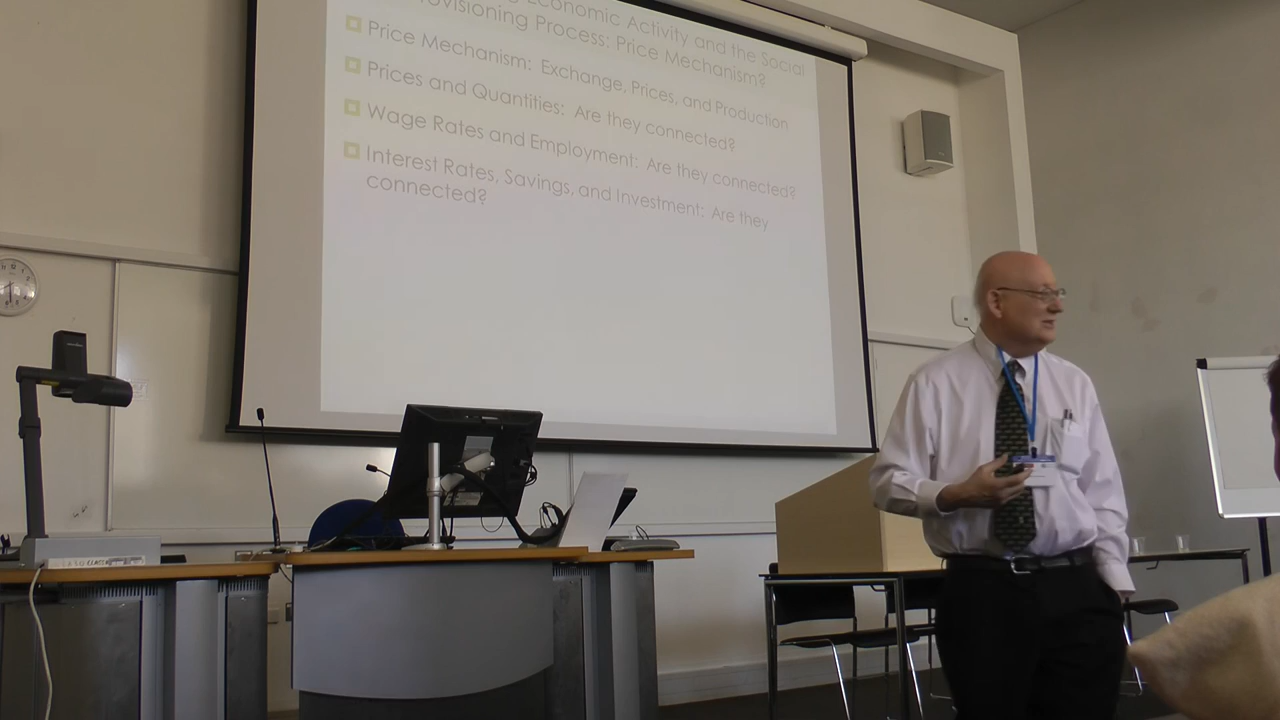 Economic Activity and the Social
Provisioning Process: Price Mechanism?
Price Mechanism: Exchange, Prices, and Production
Prices and Quantities: Are they connected?
Wage Rates and Employment: Are they connected?
Interest Rates, Savings, and Investment: Are they
connected?